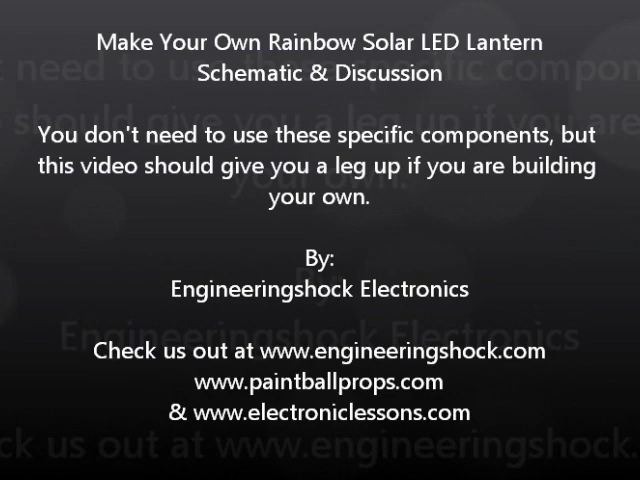 Make Your Own Rainbow Solar LED Lantern
Schematic & Discussion
You don't need to use these specific components, but
this video should give you a leg up if you are building
your own.
By:
Engineeringshock Electronics
Check us out at www.engineeringshock.com
www.paintballprops.com
& www.electroniclessons.com